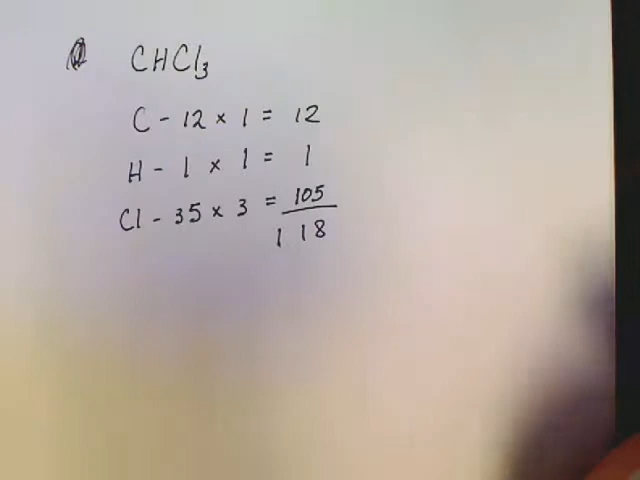 CHCl₃
C - 12 × 1 = 12
H - 1 × 1 = 1
Cl - 35 × 3 = 105
118